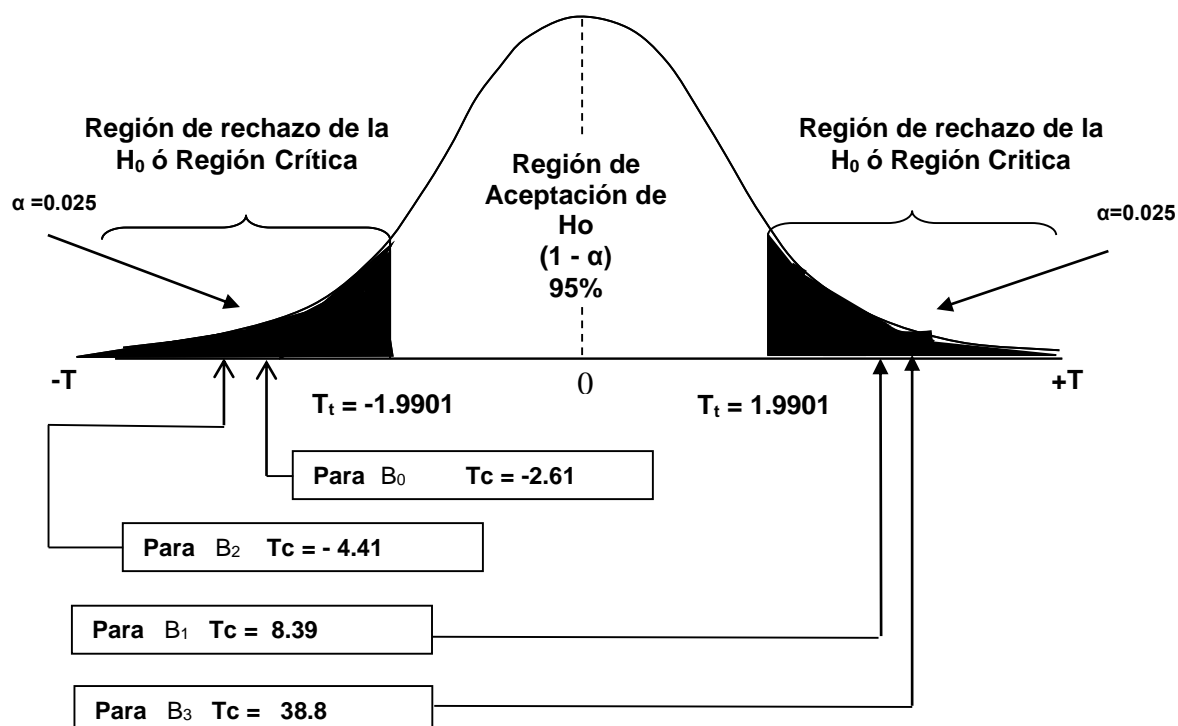 Región de rechazo de la
H₀ ó Región Crítica
α =0.025
Región de
Aceptación de
Ho
(1 - α)
95%
Región de rechazo de la
H₀ ó Región Critica
α=0.025
-T
0
+T
Tₜ = -1.9901
Tₜ = 1.9901
Para B₀ Tc = -2.61
Para B₂ Tc = - 4.41
Para B₁ Tc = 8.39
Para B₃ Tc = 38.8